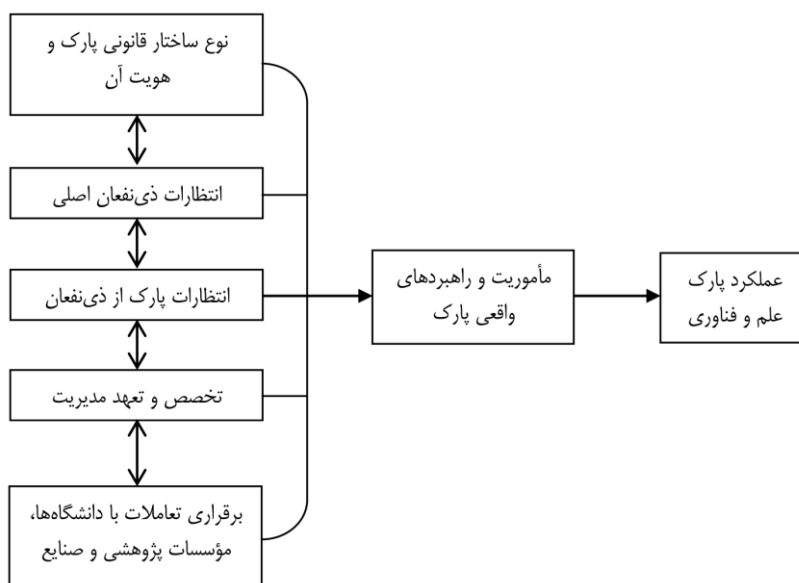 نوع ساختار قانونی پارک و
هویت آن
انتظارات ذی‌نفعان اصلی
انتظارات پارک از ذی‌نفعان
تخصص و تعهد مدیریت
برقراری تعاملات با دانشگاه‌ها،
مؤسسات پژوهشی و صنایع
مأموریت و راهبردهای
واقعی پارک
عملکرد پارک
علم و فناوری